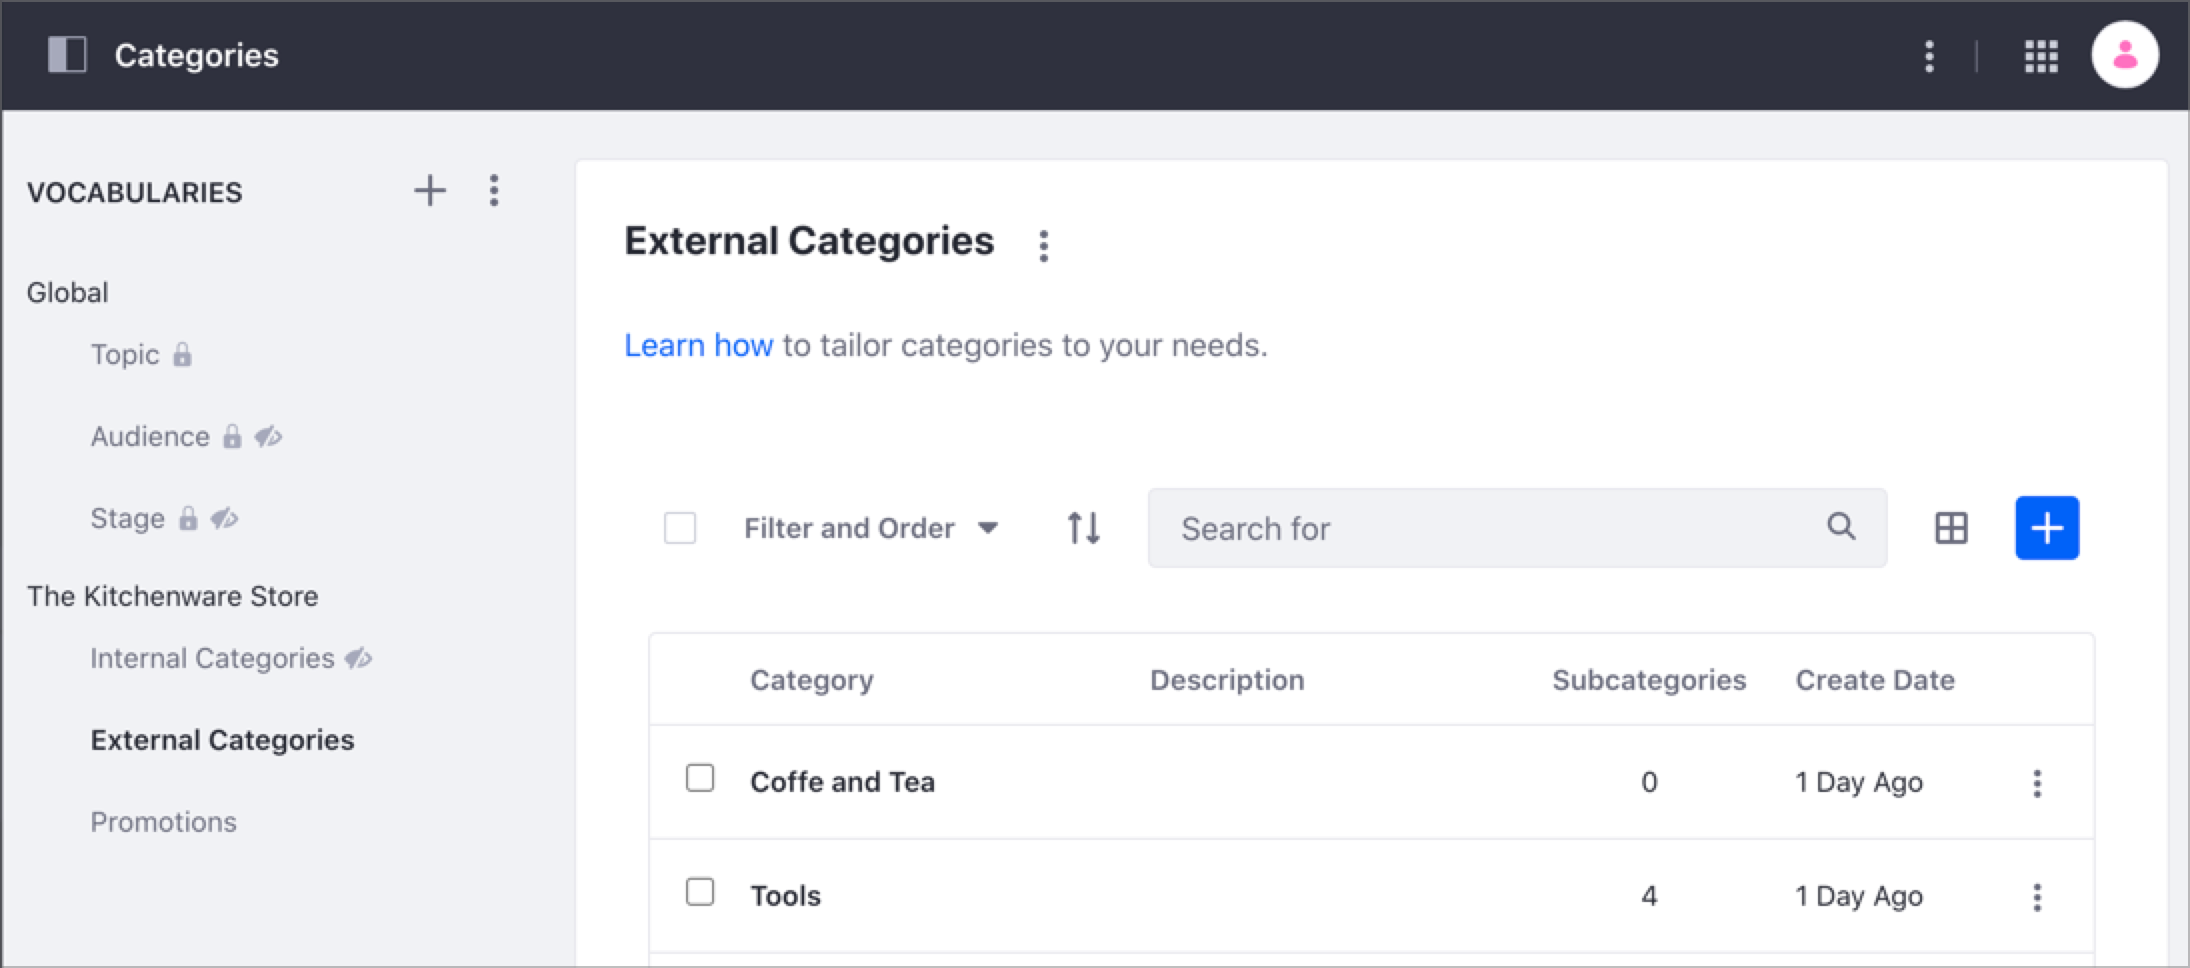 Categories
VOCABULARIES
Global
Topic
Audience
Stage
The Kitchenware Store
Internal Categories
External Categories
Promotions
External Categories
Learn how to tailor categories to your needs.
Filter and Order
Search for
Category Description Subcategories Create Date
Coffe and Tea 0 1 Day Ago
Tools 4 1 Day Ago